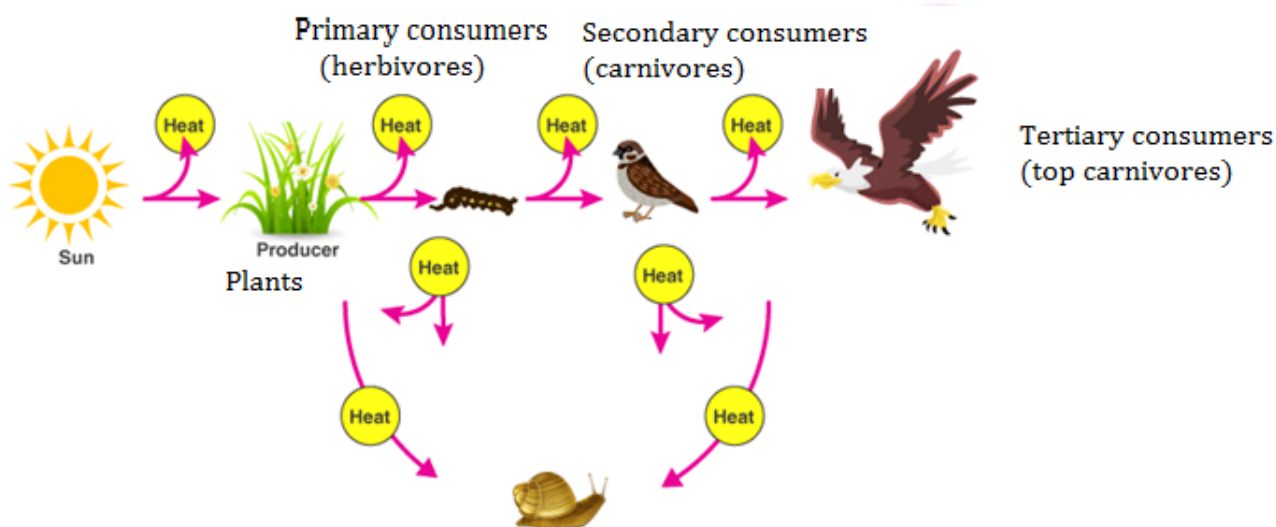 Primary consumers
(herbivores)
Secondary consumers
(carnivores)
Heat
Heat
Heat
Heat
Tertiary consumers
(top carnivores)
Sun
Producer
Plants
Heat
Heat
Heat
Heat